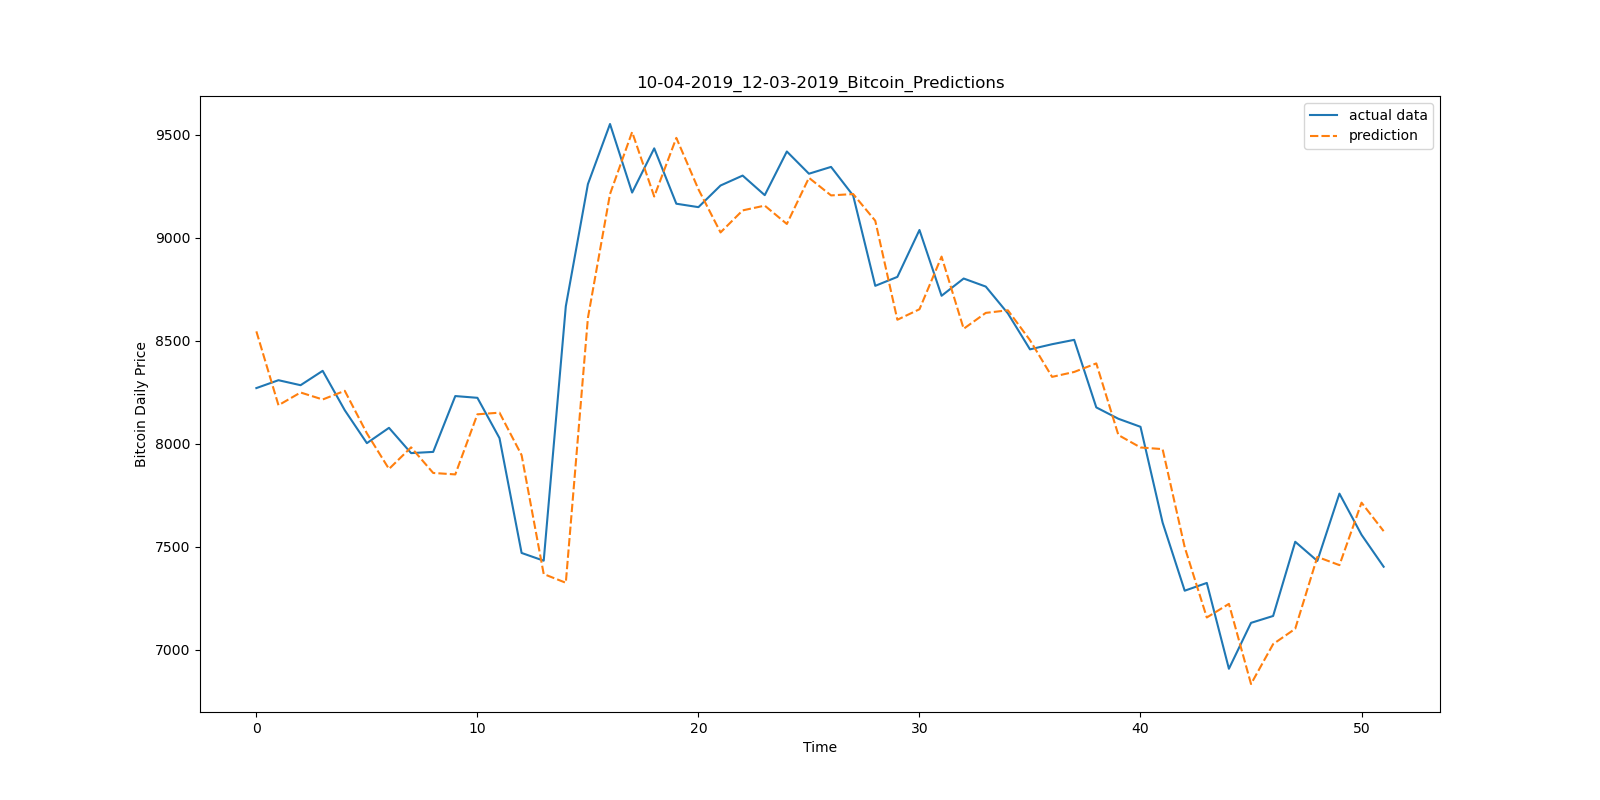 10-04-2019_12-03-2019_Bitcoin_Predictions
actual data
prediction
9500
9000
8500
8000
7500
7000
Bitcoin Daily Price
0 10 20 30 40 50
Time